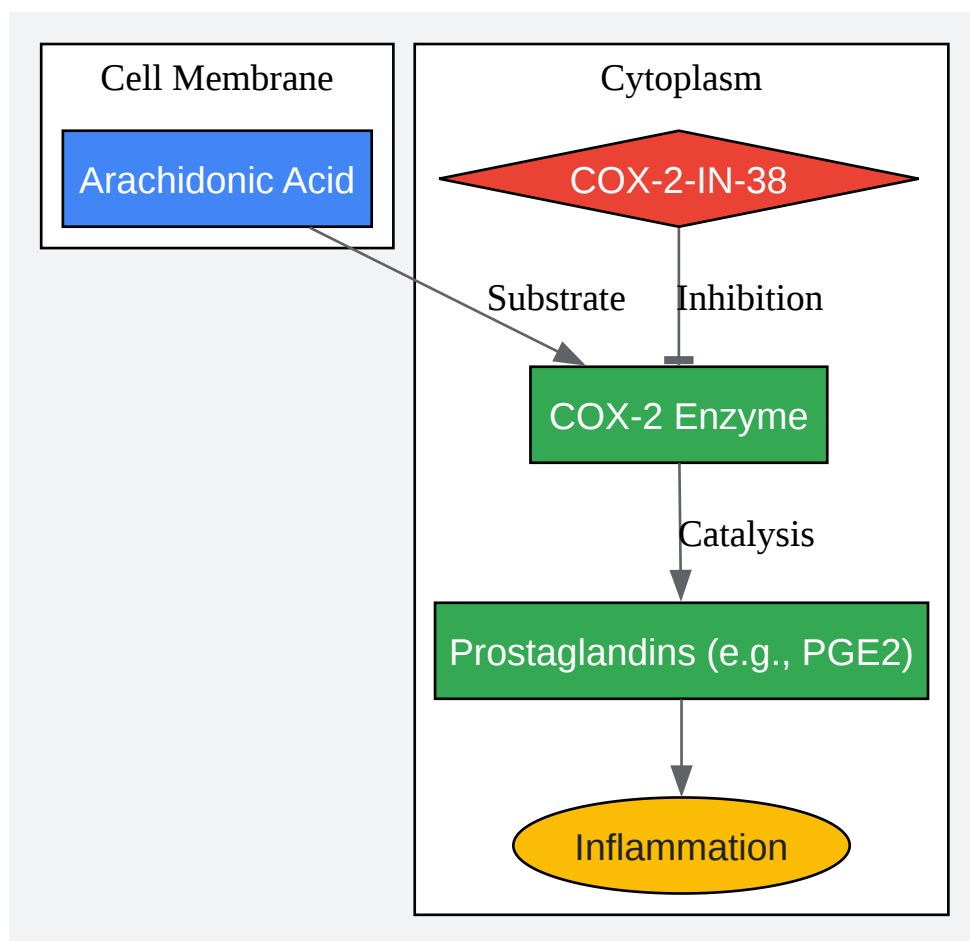 Cell Membrane
Arachidonic Acid
Cytoplasm
COX-2-IN-38
Substrate
Inhibition
COX-2 Enzyme
Catalysis
Prostaglandins (e.g., PGE2)
Inflammation